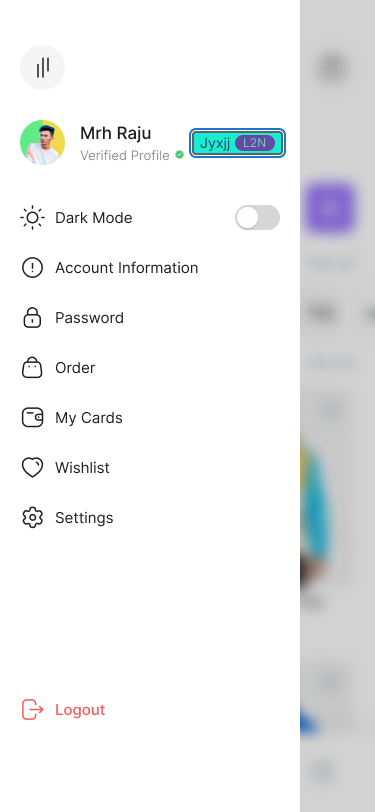 Mrh Raju
Verified Profile
Jyxjj L2N
Dark Mode
Account Information
Password
Order
My Cards
Wishlist
Settings
Logout